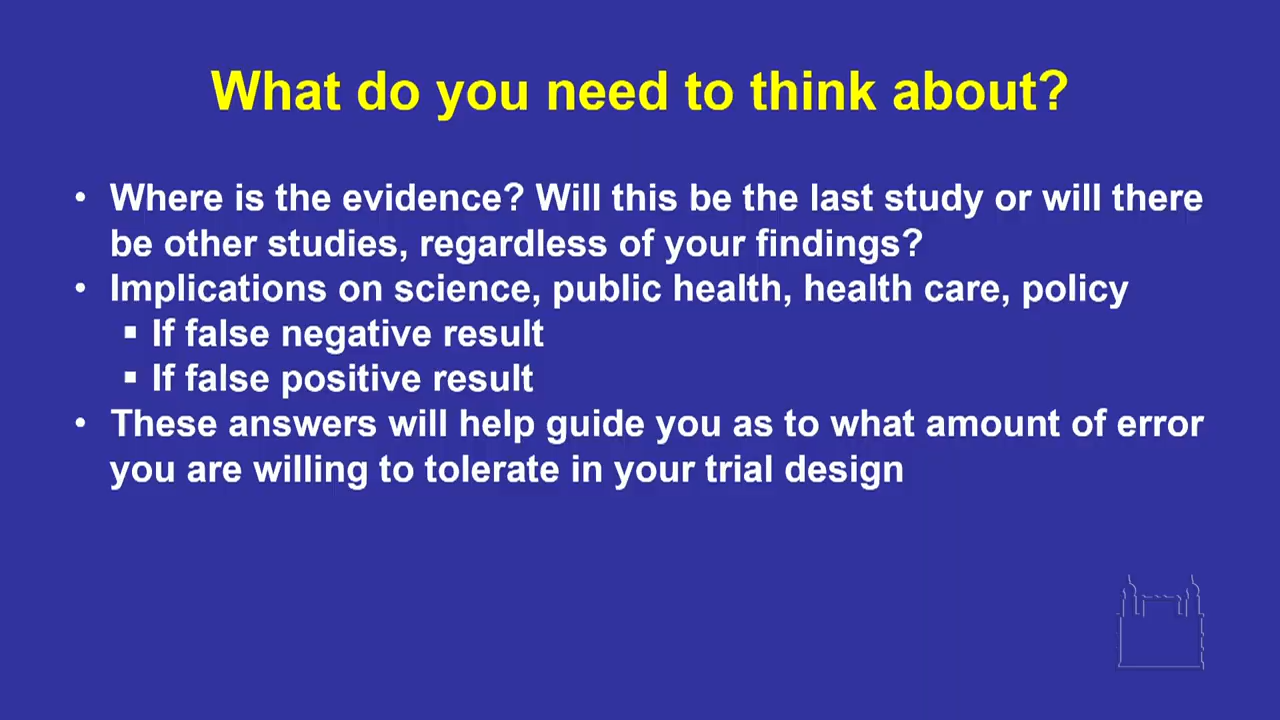 What do you need to think about?
• Where is the evidence? Will this be the last study or will there
be other studies, regardless of your findings?
• Implications on science, public health, health care, policy
▪ If false negative result
▪ If false positive result
• These answers will help guide you as to what amount of error
you are willing to tolerate in your trial design